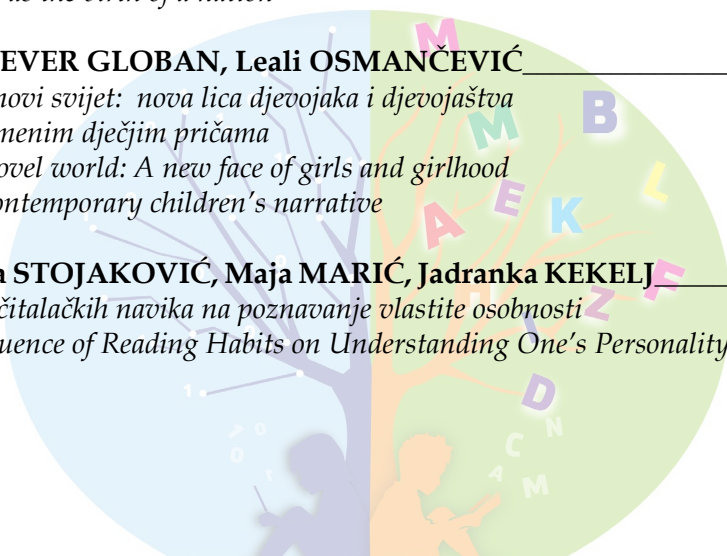 as the birth of a nation
EVER GLOBAN, Leali OSMANČEVIĆ
novi svijet: nova lica djevojaka i djevojaštva
menim dječjim pričama
ovel world: A new face of girls and girlhood
ontemporary children's narrative
a STOJAKOVIĆ, Maja MARIĆ, Jadranka KEKELJ
čitalačkih navika na poznavanje vlastite osobnosti
uence of Reading Habits on Understanding One's Personality
M
B
M
L
E
K
A
F
Z
D
N
C
A
M